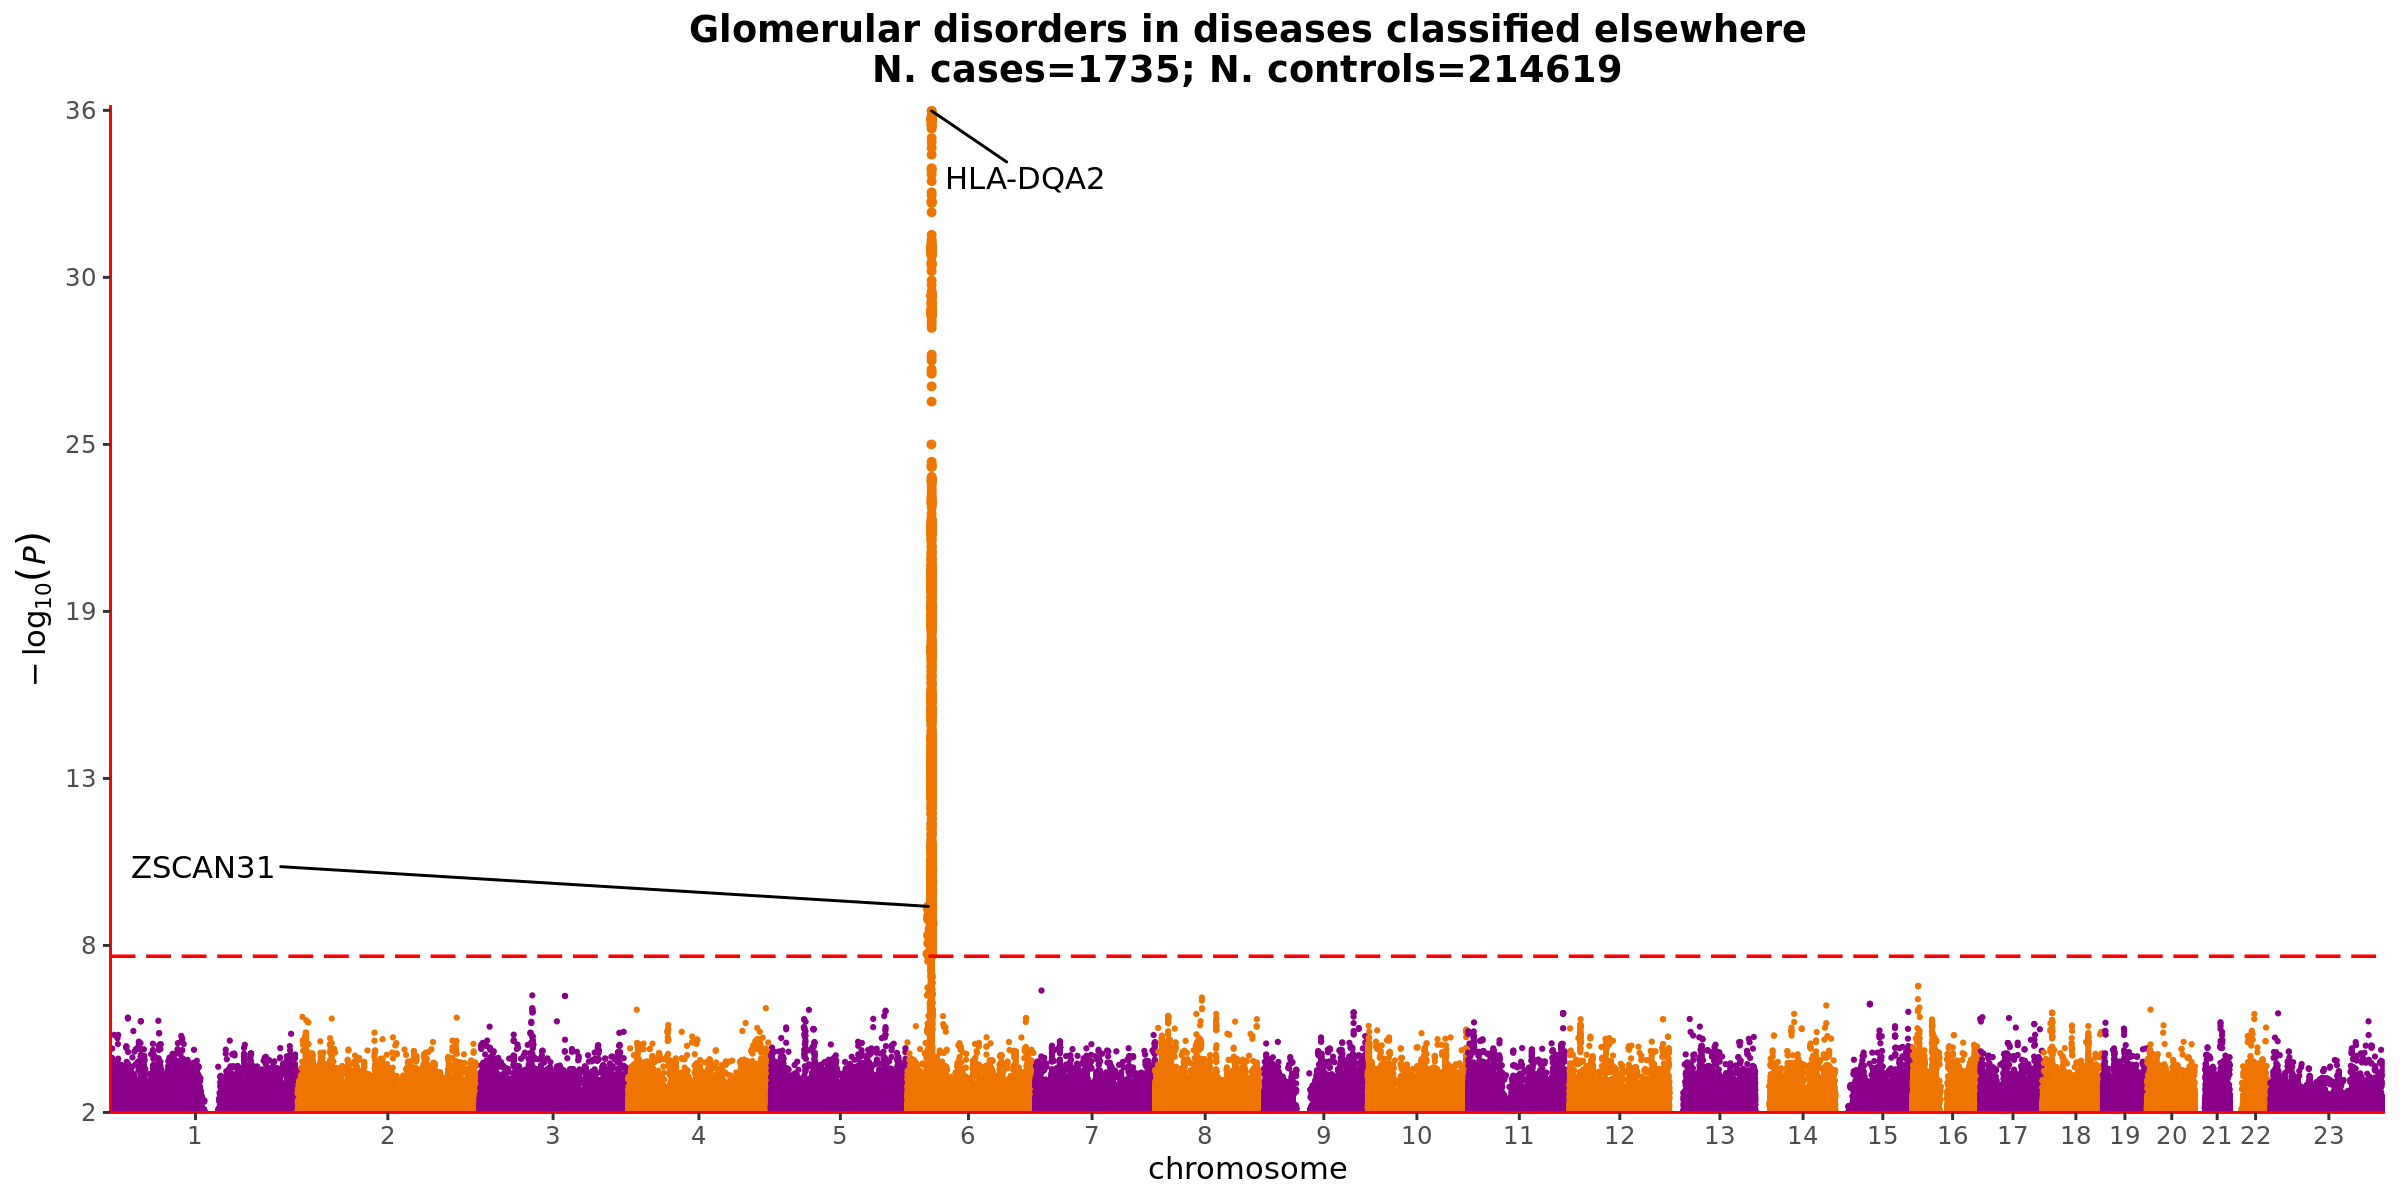 Glomerular disorders in diseases classified elsewhere
N. cases=1735; N. controls=214619
36
30
25
19
13
8
2
−log10(P)
HLA-DQA2
ZSCAN31
1 2 3 4 5 6 7 8 9 10 11 12 13 14 15 16 17 18 19 20 21 22 23
chromosome